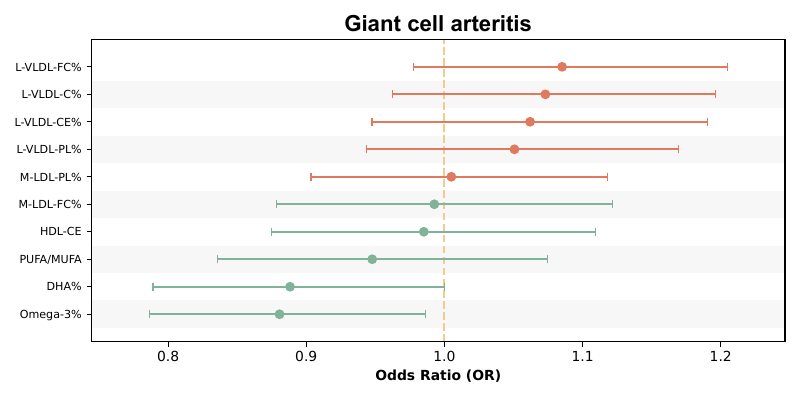 Giant cell arteritis
L-VLDL-FC%
L-VLDL-C%
L-VLDL-CE%
L-VLDL-PL%
M-LDL-PL%
M-LDL-FC%
HDL-CE
PUFA/MUFA
DHA%
Omega-3%
0.8 0.9 1.0 1.1 1.2
Odds Ratio (OR)